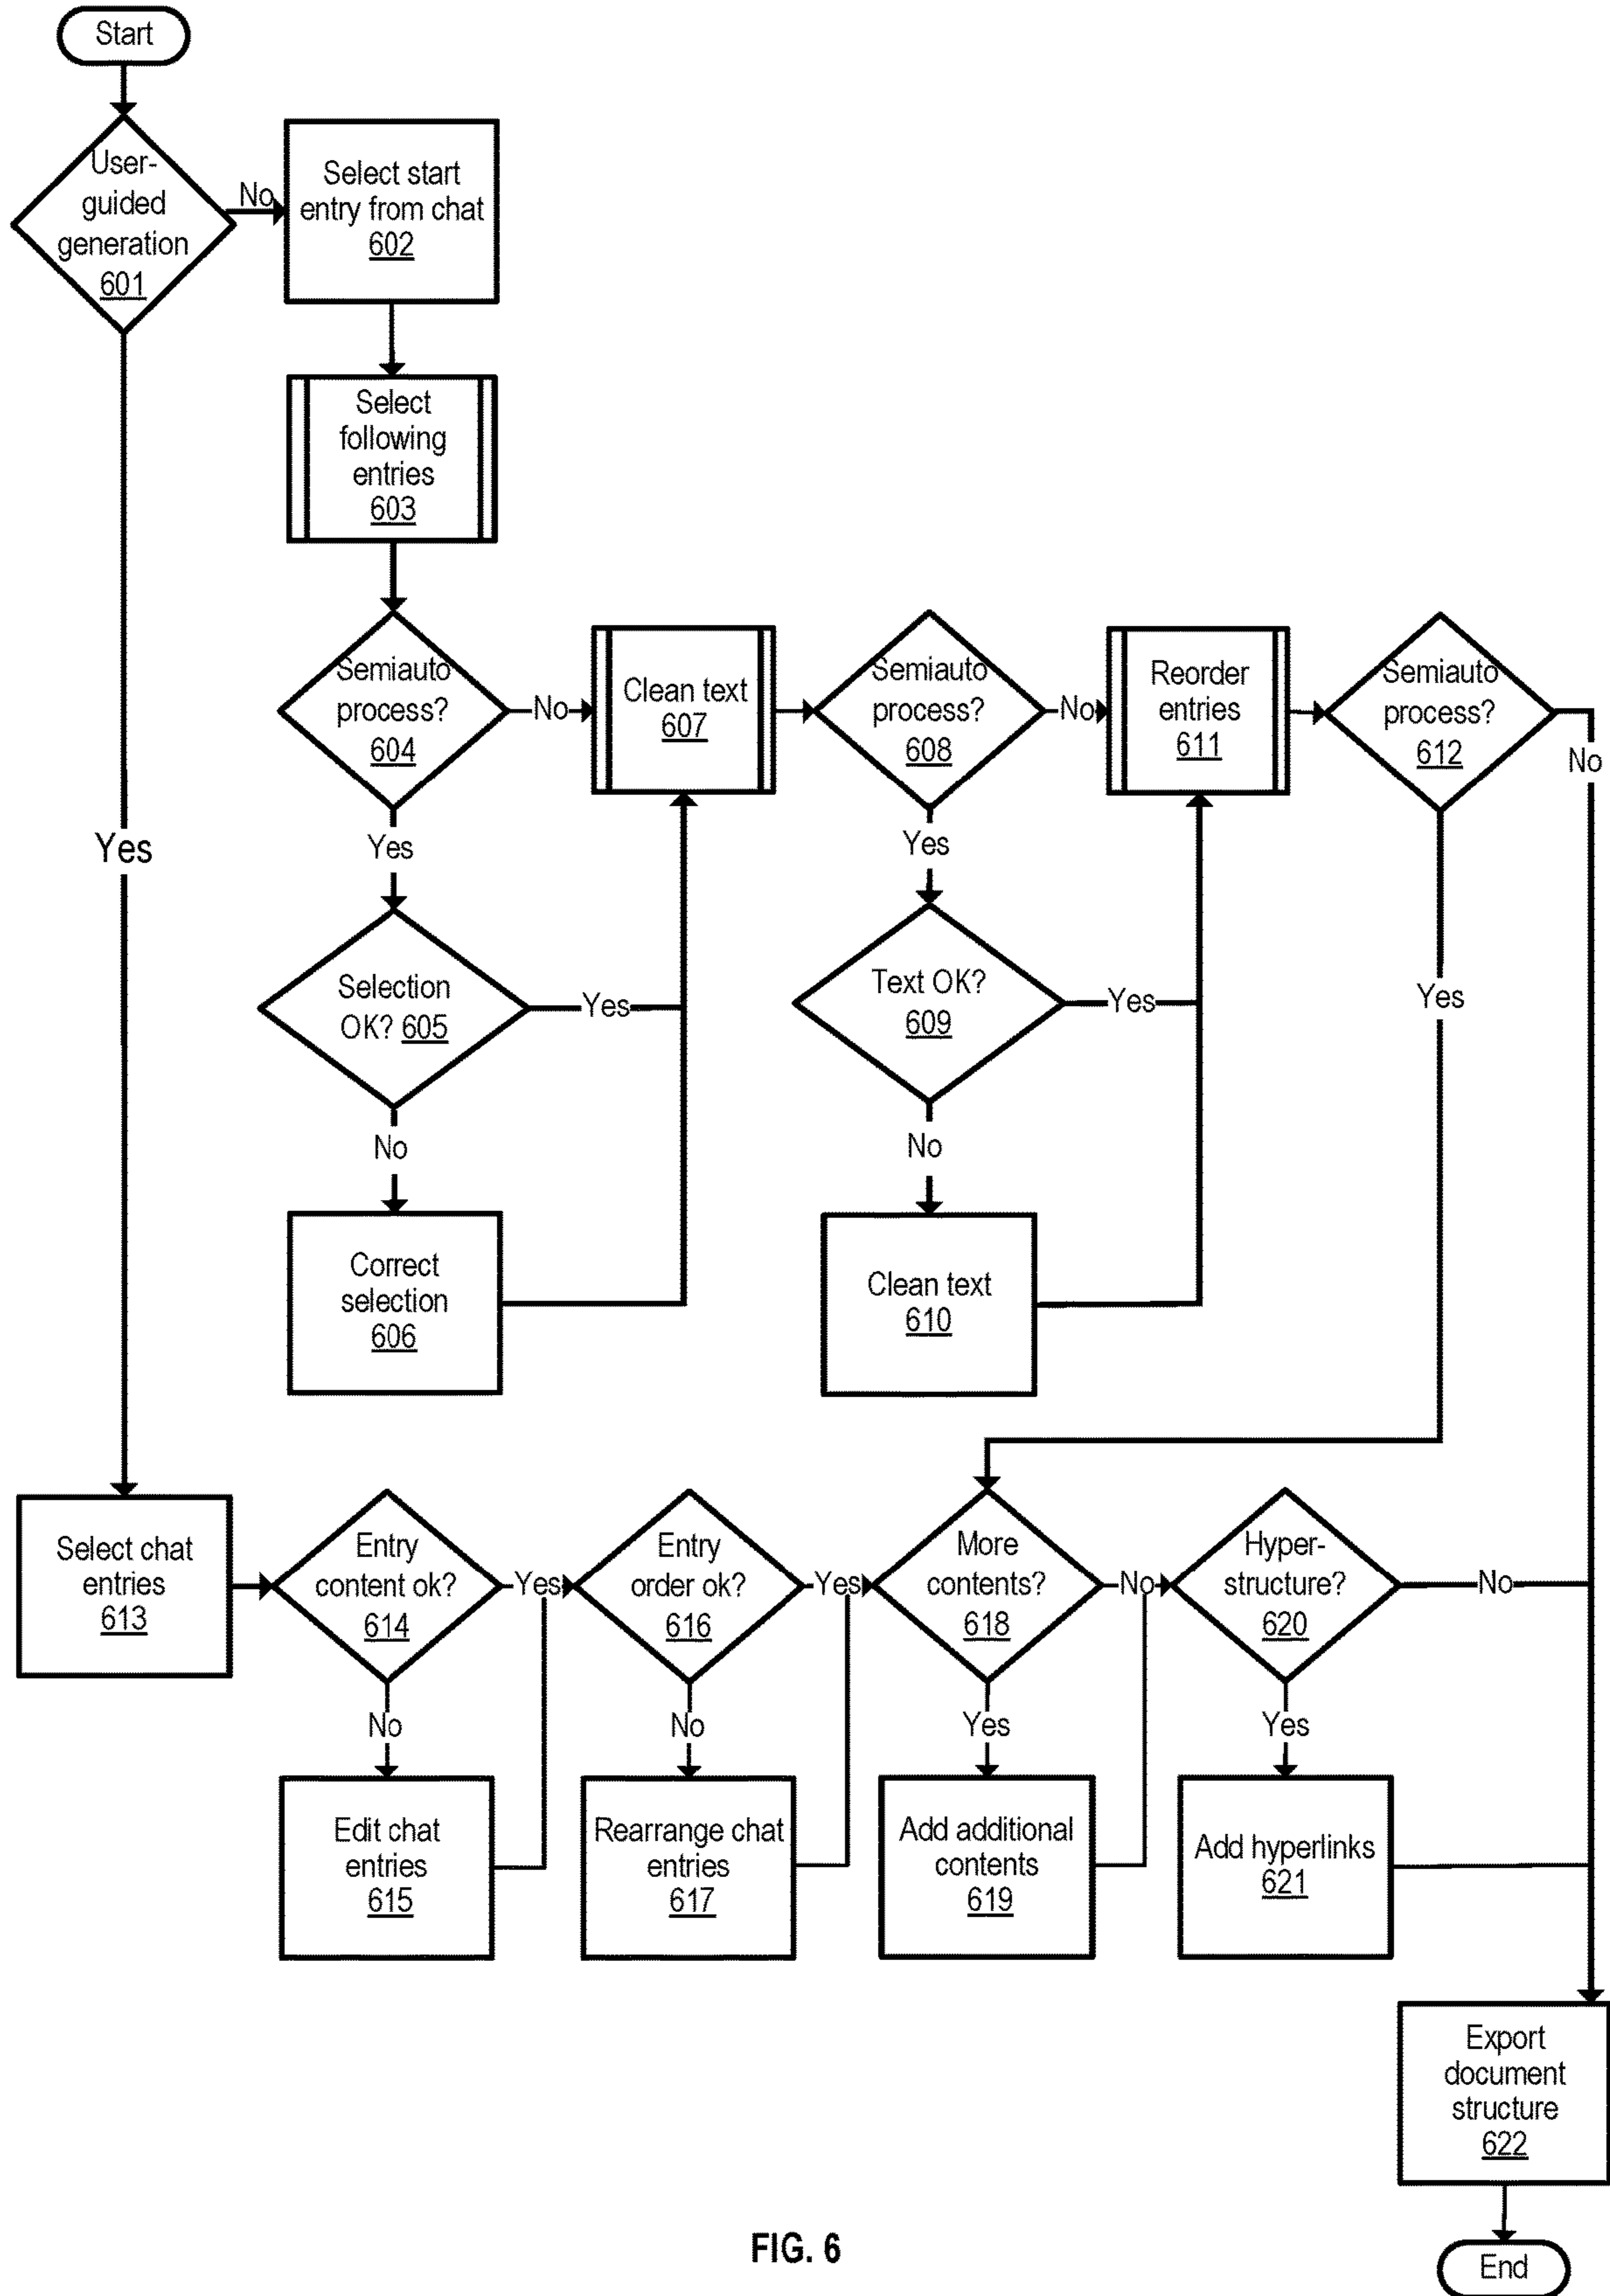 Start
User-
guided
generation
601
No
Select start
entry from chat
602
Select
following
entries
603
Semiauto
process?
604
No
Clean text
607
Semiauto
process?
608
No
Reorder
entries
611
Semiauto
process?
612
No
Yes
Yes
Yes
Selection
OK? 605
Yes
Text OK?
609
Yes
Yes
No
No
Correct
selection
606
Clean text
610
Select chat
entries
613
Entry
content ok?
614
Yes
Entry
order ok?
616
Yes
More
contents?
618
No
Hyper-
structure?
620
No
No
No
Yes
Yes
Edit chat
entries
615
Rearrange chat
entries
617
Add additional
contents
619
Add hyperlinks
621
Export
document
structure
622
End
FIG. 6